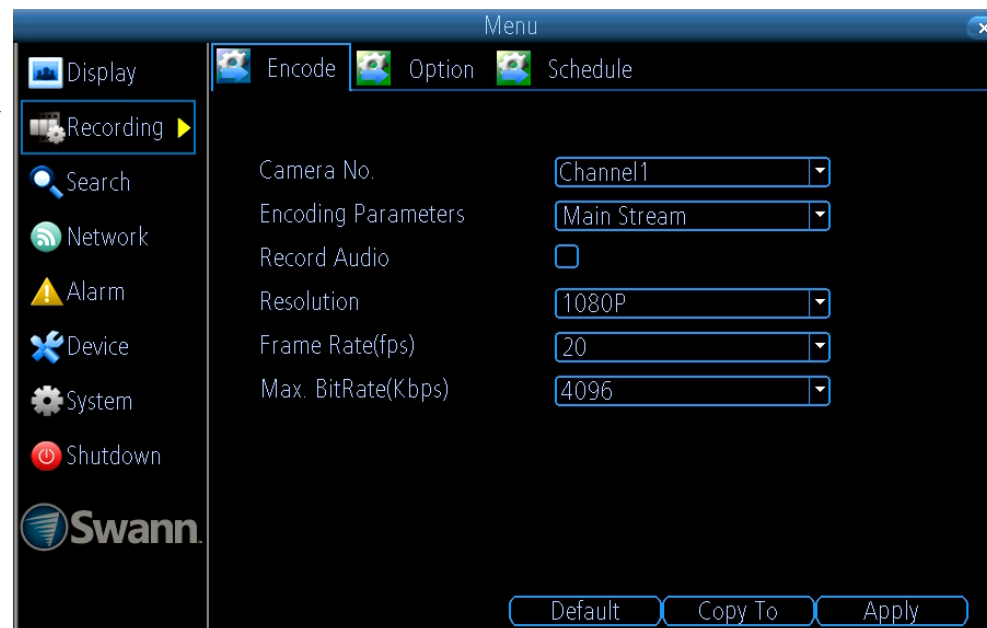 Menu
Display
Recording
Search
Network
Alarm
Device
System
Shutdown
Swann
Encode Option Schedule
Camera No. Channel1
Encoding Parameters Main Stream
Record Audio
Resolution 1080P
Frame Rate(fps) 20
Max. BitRate(Kbps) 4096
Default Copy To Apply